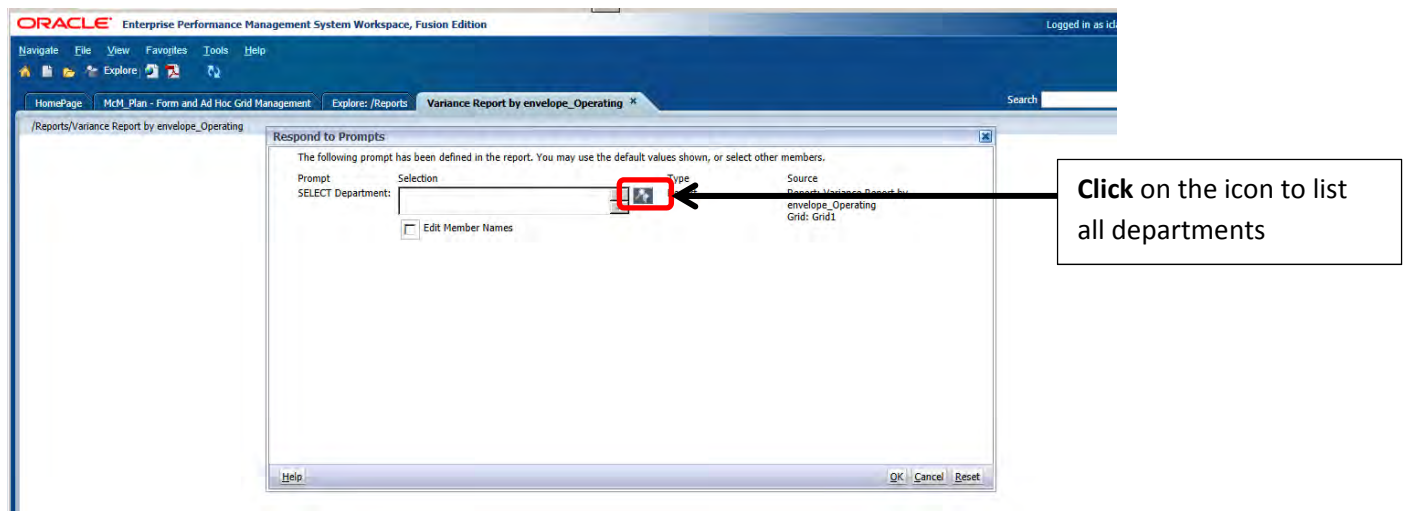 ORACLE Enterprise Performance Management System Workspace, Fusion Edition
Logged in as
Navigate File View Favorites Tools Help
Explore
HomePage McM_Plan - Form and Ad Hoc Grid Management Explore: /Reports Variance Report by envelope_Operating ×
Search
/Reports/Variance Report by envelope_Operating
Respond to Prompts
The following prompt has been defined in the report. You may use the default values shown, or select other members.
Prompt Selection Type Source
SELECT Department: Report: Variance Report by
envelope_Operating
Grid: Grid1
Edit Member Names
Help OK Cancel Reset
Click on the icon to list
all departments